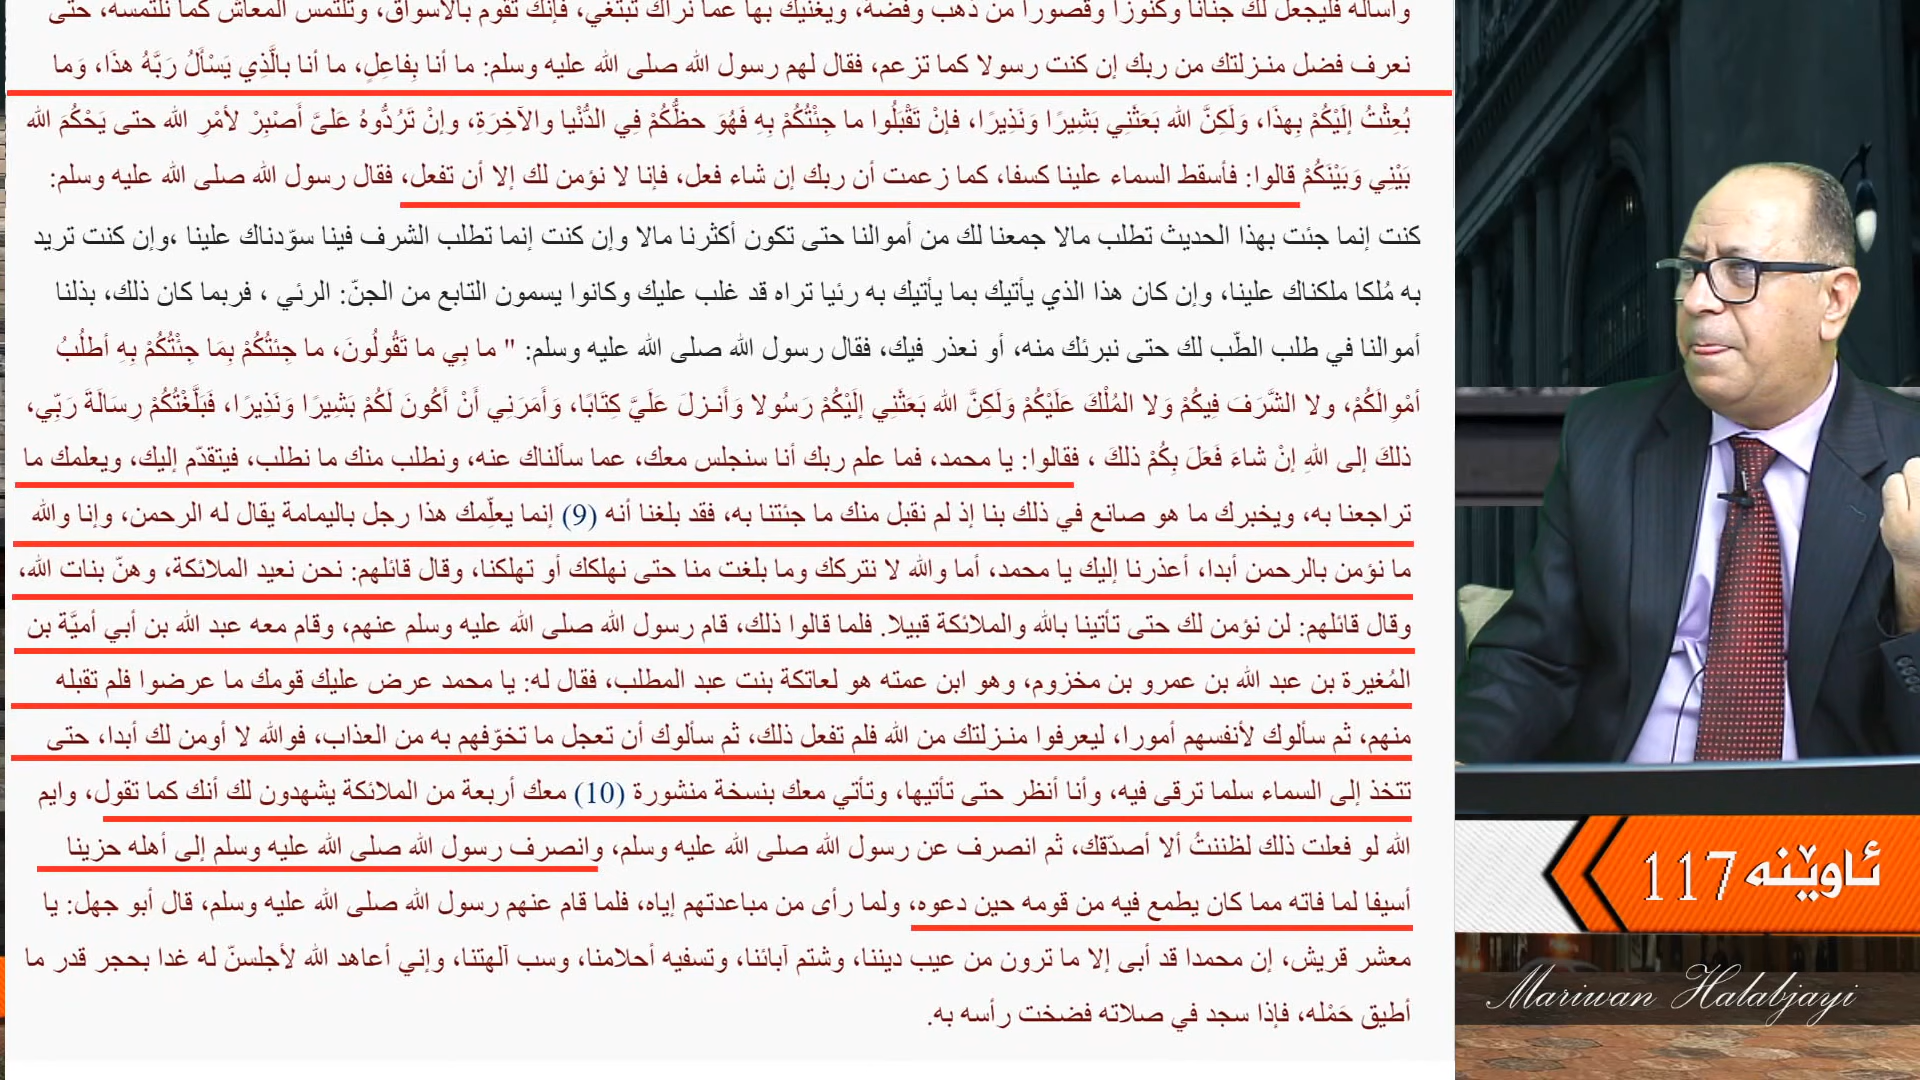 وأسأله فليجعل لك جنانا وكنوزا وقصورا من ذهب وفضة، ويغنيك بها عما نراك تبتغي، فإنك تقوم بالأسواق، وتلتمس المعاش كما نلتمسه، حتى
نعرف فضل منـزلتك من ربك إن كنت رسولا كما تزعم، فقال لهم رسول الله صلى الله عليه وسلم: ما أنا بِفاعِلٍ، ما أنا بالَّذِي يَسْأَلُ رَبَّهُ هذَا، وَما
بُعِثْتُ إلَيْكُمْ بِهذَا، وَلَكِنَّ الله بَعَثَنِي بَشِيرًا وَنَذِيرًا، فإنْ تَقْبَلُوا ما جِئْتُكُمْ بِهِ فَهُوَ حظُّكُمْ فِي الدُّنْيا والآخِرَةِ، وإنْ تَرُدُّوهُ عَليَّ أَصْبِرْ لأمْرِ الله حتى يَحْكُمَ الله
بَيْنِي وَبَيْنَكُمْ قالوا: فأسقط السماء علينا كسفا، كما زعمت أن ربك إن شاء فعل، فإنا لا نؤمن لك إلا أن تفعل، فقال رسول الله صلى الله عليه وسلم:
كنت إنما جئت بهذا الحديث تطلب مالا جمعنا لك من أموالنا حتى تكون أكثرنا مالا وإن كنت إنما تطلب الشرف فينا سوّدناك علينا ،وإن كنت تريد
به مُلكا ملكناك علينا، وإن كان هذا الذي يأتيك بما يأتيك به رئيا تراه قد غلب عليك وكانوا يسمون التابع من الجنّ: الرئي ، فربما كان ذلك، بذلنا
أموالنا في طلب الطّب لك حتى نبرئك منه، أو نعذر فيك، فقال رسول الله صلى الله عليه وسلم: " ما بِي ما تَقُولُونَ، ما جِئتُكُمْ بِمَا جِئْتُكُمْ بِهِ أطلُبُ
أمْوالَكُمْ، ولا الشَّرَفَ فِيكُمْ وَلا المُلْكَ عَلَيْكُمْ وَلَكِنَّ الله بَعَثَنِي إلَيْكُمْ رَسُولا وَأَنـزلَ عَلَيَّ كِتَابًا، وَأمَرَنِي أَنْ أَكُونَ لَكُمْ بَشِيرًا وَنَذِيرًا، فَبَلَّغْتُكُمْ رِسالَةَ رَبّي،
ذلكَ إلى اللهِ إنْ شاءَ فَعَلَ بِكُمْ ذلكَ ، فقالوا: يا محمد، فما علم ربك أنا سنجلس معك، عما سألناك عنه، ونطلب منك ما نطلب، فيتقدّم إليك، ويعلمك ما
تراجعنا به، ويخبرك ما هو صانع في ذلك بنا إذ لم نقبل منك ما جئتنا به، فقد بلغنا أنه (9) إنما يعلِّمك هذا رجل باليمامة يقال له الرحمن، وإنا والله
ما نؤمن بالرحمن أبدا، أعذرنا إليك يا محمد، أما والله لا نتركك وما بلغت منا حتى نهلكك أو تهلكنا، وقال قائلهم: نحن نعيد الملائكة، وهنّ بنات الله،
وقال قائلهم: لن نؤمن لك حتى تأتينا بالله والملائكة قبيلا. فلما قالوا ذلك، قام رسول الله صلى الله عليه وسلم عنهم، وقام معه عبد الله بن أبي أميَّة بن
المُغيرة بن عبد الله بن عمرو بن مخزوم، وهو ابن عمته هو لعاتكة بنت عبد المطلب، فقال له: يا محمد عرض عليك قومك ما عرضوا فلم تقبله
منهم، ثم سألوك لأنفسهم أمورا، ليعرفوا منـزلتك من الله فلم تفعل ذلك، ثم سألوك أن تعجل ما تخوّفهم به من العذاب، فوالله لا أومن لك أبدا، حتى
تتخذ إلى السماء سلما ترقى فيه، وأنا أنظر حتى تأتيها، وتأتي معك بنسخة منشورة (10) معك أربعة من الملائكة يشهدون لك أنك كما تقول، وايم
الله لو فعلت ذلك لظننتُ ألا أصدّقك، ثم انصرف عن رسول الله صلى الله عليه وسلم، وانصرف رسول الله صلى الله عليه وسلم إلى أهله حزينا
أسيفا لما فاته مما كان يطمع فيه من قومه حين دعوه، ولما رأى من مباعدتهم إياه، فلما قام عنهم رسول الله صلى الله عليه وسلم، قال أبو جهل: يا
معشر قريش، إن محمدا قد أبى إلا ما ترون من عيب ديننا، وشتم آبائنا، وتسفيه أحلامنا، وسب آلهتنا، وإني أعاهد الله لأجلسنّ له غدا بحجر قدر ما
أطيق حَمْله، فإذا سجد في صلاته فضخت رأسه به.
ئاوێنە 117
Mariwan Halabjayi